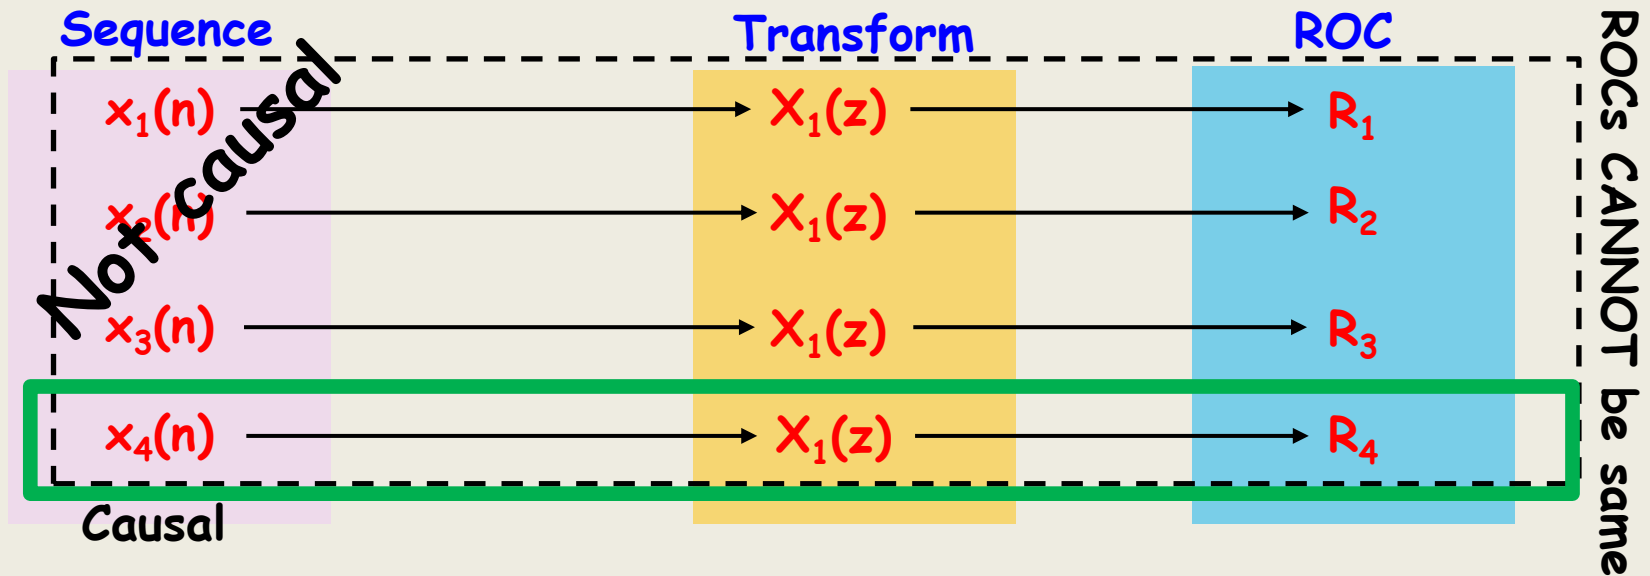 Sequence Transform ROC
x₁(n) X₁(z) R₁
x₂(n) X₁(z) R₂
x₃(n) X₁(z) R₃
x₄(n) X₁(z) R₄
Not causal
Causal
ROCs CANNOT be same